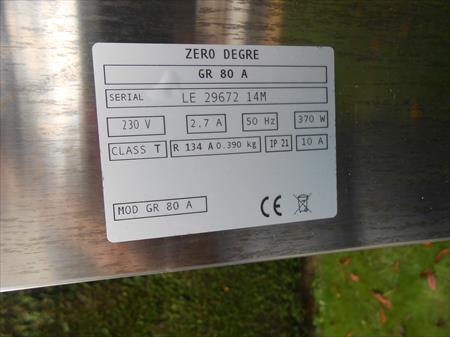 ZERO DEGRE
GR 80 A
SERIAL LE 29672 14M
230 V 2.7 A 50 Hz 370 W
CLASS T R 134 A 0.390 kg IP 21 10 A
MOD GR 80 A CE